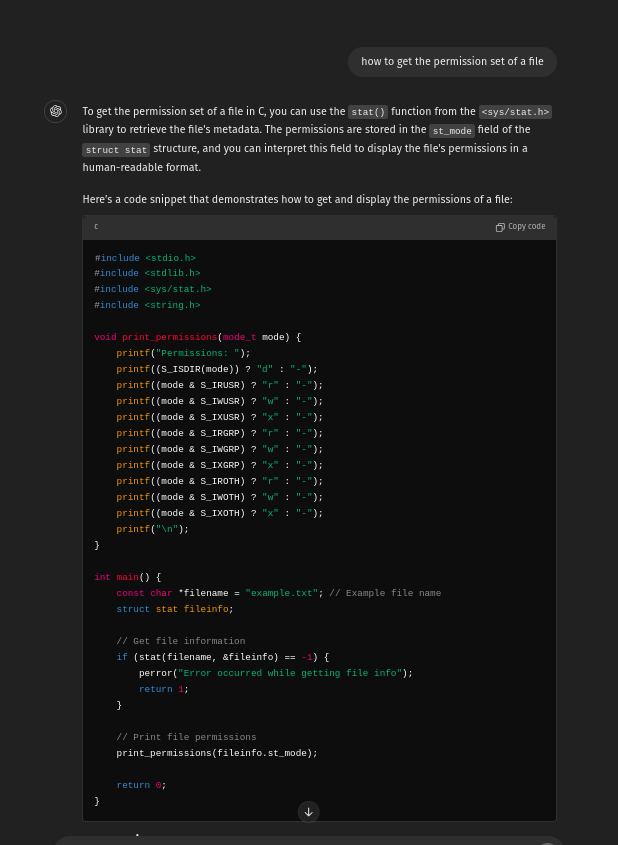 how to get the permission set of a file
To get the permission set of a file in C, you can use the stat() function from the <sys/stat.h>
library to retrieve the file's metadata. The permissions are stored in the st_mode field of the
struct stat structure, and you can interpret this field to display the file's permissions in a
human-readable format.
Here's a code snippet that demonstrates how to get and display the permissions of a file:
c
Copy code
#include <stdio.h>
#include <stdlib.h>
#include <sys/stat.h>
#include <string.h>
void print_permissions(mode_t mode) {
    printf("Permissions: ");
    printf((S_ISDIR(mode)) ? "d" : "-");
    printf((mode & S_IRUSR) ? "r" : "-");
    printf((mode & S_IWUSR) ? "w" : "-");
    printf((mode & S_IXUSR) ? "x" : "-");
    printf((mode & S_IRGRP) ? "r" : "-");
    printf((mode & S_IWGRP) ? "w" : "-");
    printf((mode & S_IXGRP) ? "x" : "-");
    printf((mode & S_IROTH) ? "r" : "-");
    printf((mode & S_IWOTH) ? "w" : "-");
    printf((mode & S_IXOTH) ? "x" : "-");
    printf("\n");
}
int main() {
    const char *filename = "example.txt"; // Example file name
    struct stat fileinfo;
    // Get file information
    if (stat(filename, &fileinfo) == -1) {
        perror("Error occurred while getting file info");
        return 1;
    }
    // Print file permissions
    print_permissions(fileinfo.st_mode);
    return 0;
}